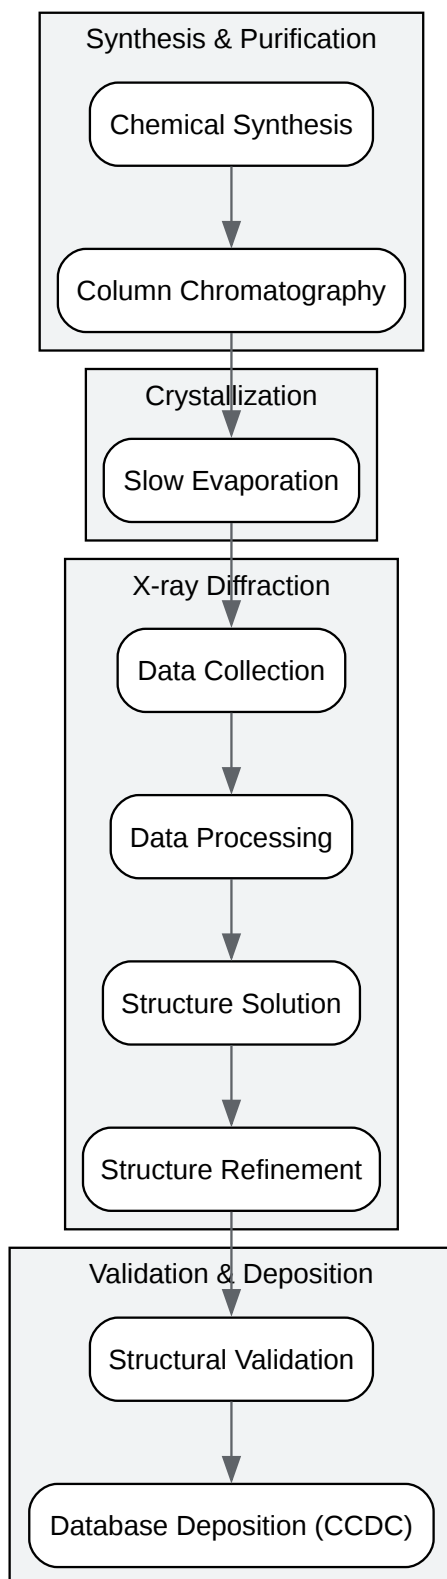 Synthesis & Purification
Chemical Synthesis
Column Chromatography
Crystallization
Slow Evaporation
X-ray Diffraction
Data Collection
Data Processing
Structure Solution
Structure Refinement
Validation & Deposition
Structural Validation
Database Deposition (CCDC)